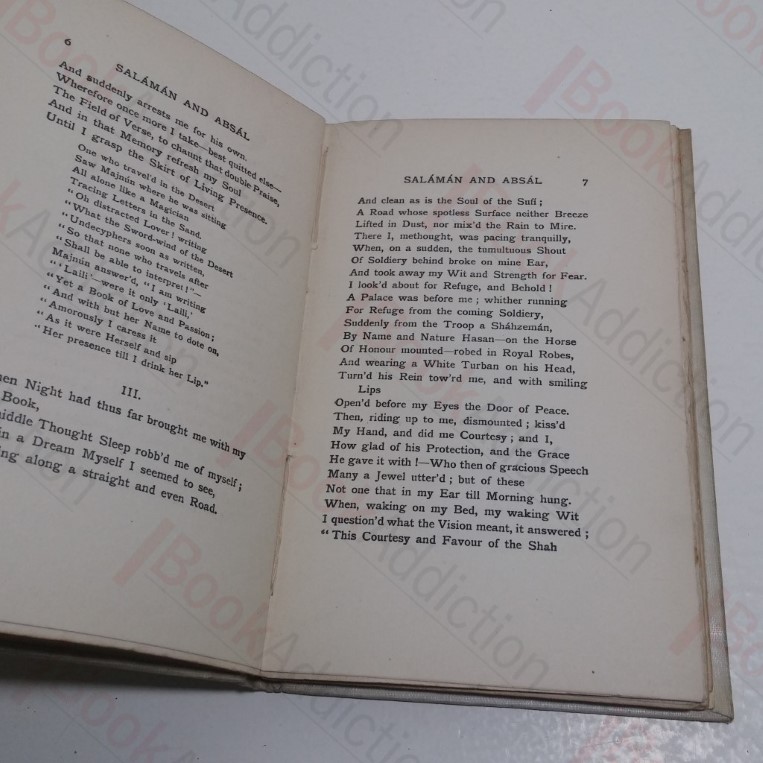 6
SALÁMÁN AND ABSÁL
And suddenly arrests me for his own.
Wherefore once more I take—best quitted else—
The Field of Verse, to chaunt that double Praise,
And in that Memory refresh my Soul
Until I grasp the Skirt of Living Presence.
One who travel'd in the Desert
Saw Majnún where he was sitting
All alone like a Magician
Tracing Letters in the Sand.
"Oh distracted Lover! writing
"What the Sword-wind of the Desert
"Undecyphers soon as written,
"So that none who travels after
"Shall be able to interpret!"—
Majnún answer'd, "I am writing
"'Laili'—were it only 'Laili,'
"Yet a Book of Love and Passion;
"And with but her Name to dote on,
"Amorously I caress it
"As it were Herself and sip
"Her presence till I drink her Lip."
III.
Night had thus far brought me with my
Book,
Thought Sleep robb'd me of myself;
in a Dream Myself I seemed to see,
along a straight and even Road.
SALÁMÁN AND ABSÁL 7
And clean as is the Soul of the Sufi;
A Road whose spotless Surface neither Breeze
Lifted in Dust, nor mix'd the Rain to Mire.
There I, methought, was pacing tranquilly,
When, on a sudden, the tumultuous Shout
Of Soldiery behind broke on mine Ear,
And took away my Wit and Strength for Fear.
I look'd about for Refuge, and Behold!
A Palace was before me; whither running
For Refuge from the coming Soldiery,
Suddenly from the Troop a Sháhzemán,
By Name and Nature Hasan—on the Horse
Of Honour mounted—robed in Royal Robes,
And wearing a White Turban on his Head,
Turn'd his Rein tow'rd me, and with smiling
Lips
Open'd before my Eyes the Door of Peace.
Then, riding up to me, dismounted; kiss'd
My Hand, and did me Courtesy; and I,
How glad of his Protection, and the Grace
He gave it with!—Who then of gracious Speech
Many a Jewel utter'd; but of these
Not one that in my Ear till Morning hung.
When, waking on my Bed, my waking Wit
I question'd what the Vision meant, it answered;
"This Courtesy and Favour of the Shah
BookAddiction